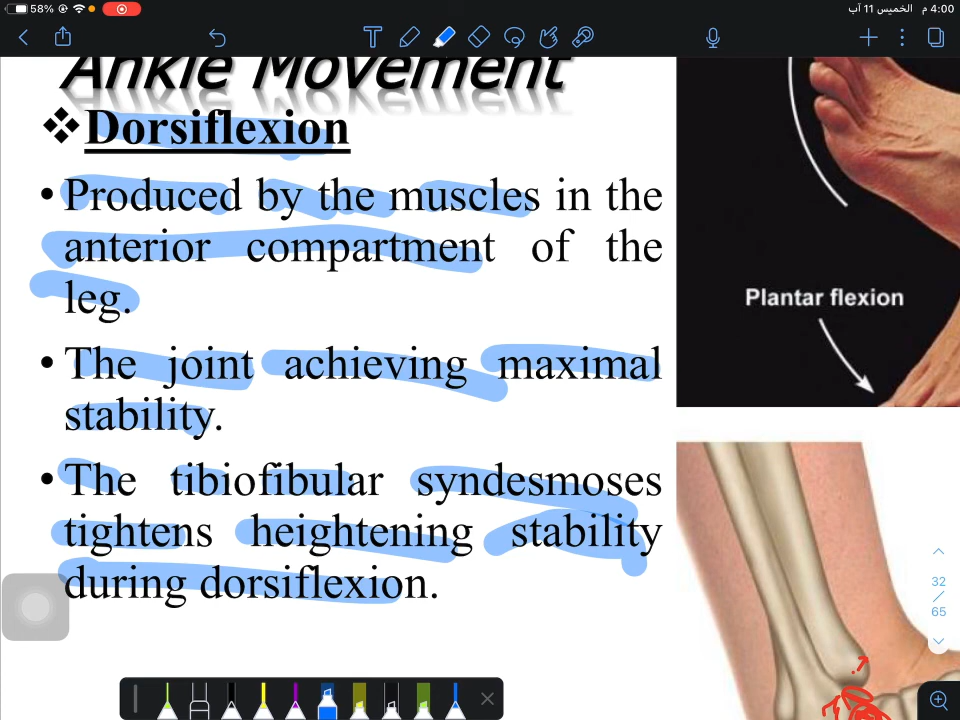 58%
4:00 م الخميس 11 آب
Ankle Movement
❖Dorsiflexion
• Produced by the muscles in the
anterior compartment of the
leg.
• The joint achieving maximal
stability.
• The tibiofibular syndesmoses
tightens heightening stability
during dorsiflexion.
Plantar flexion
32
/
65